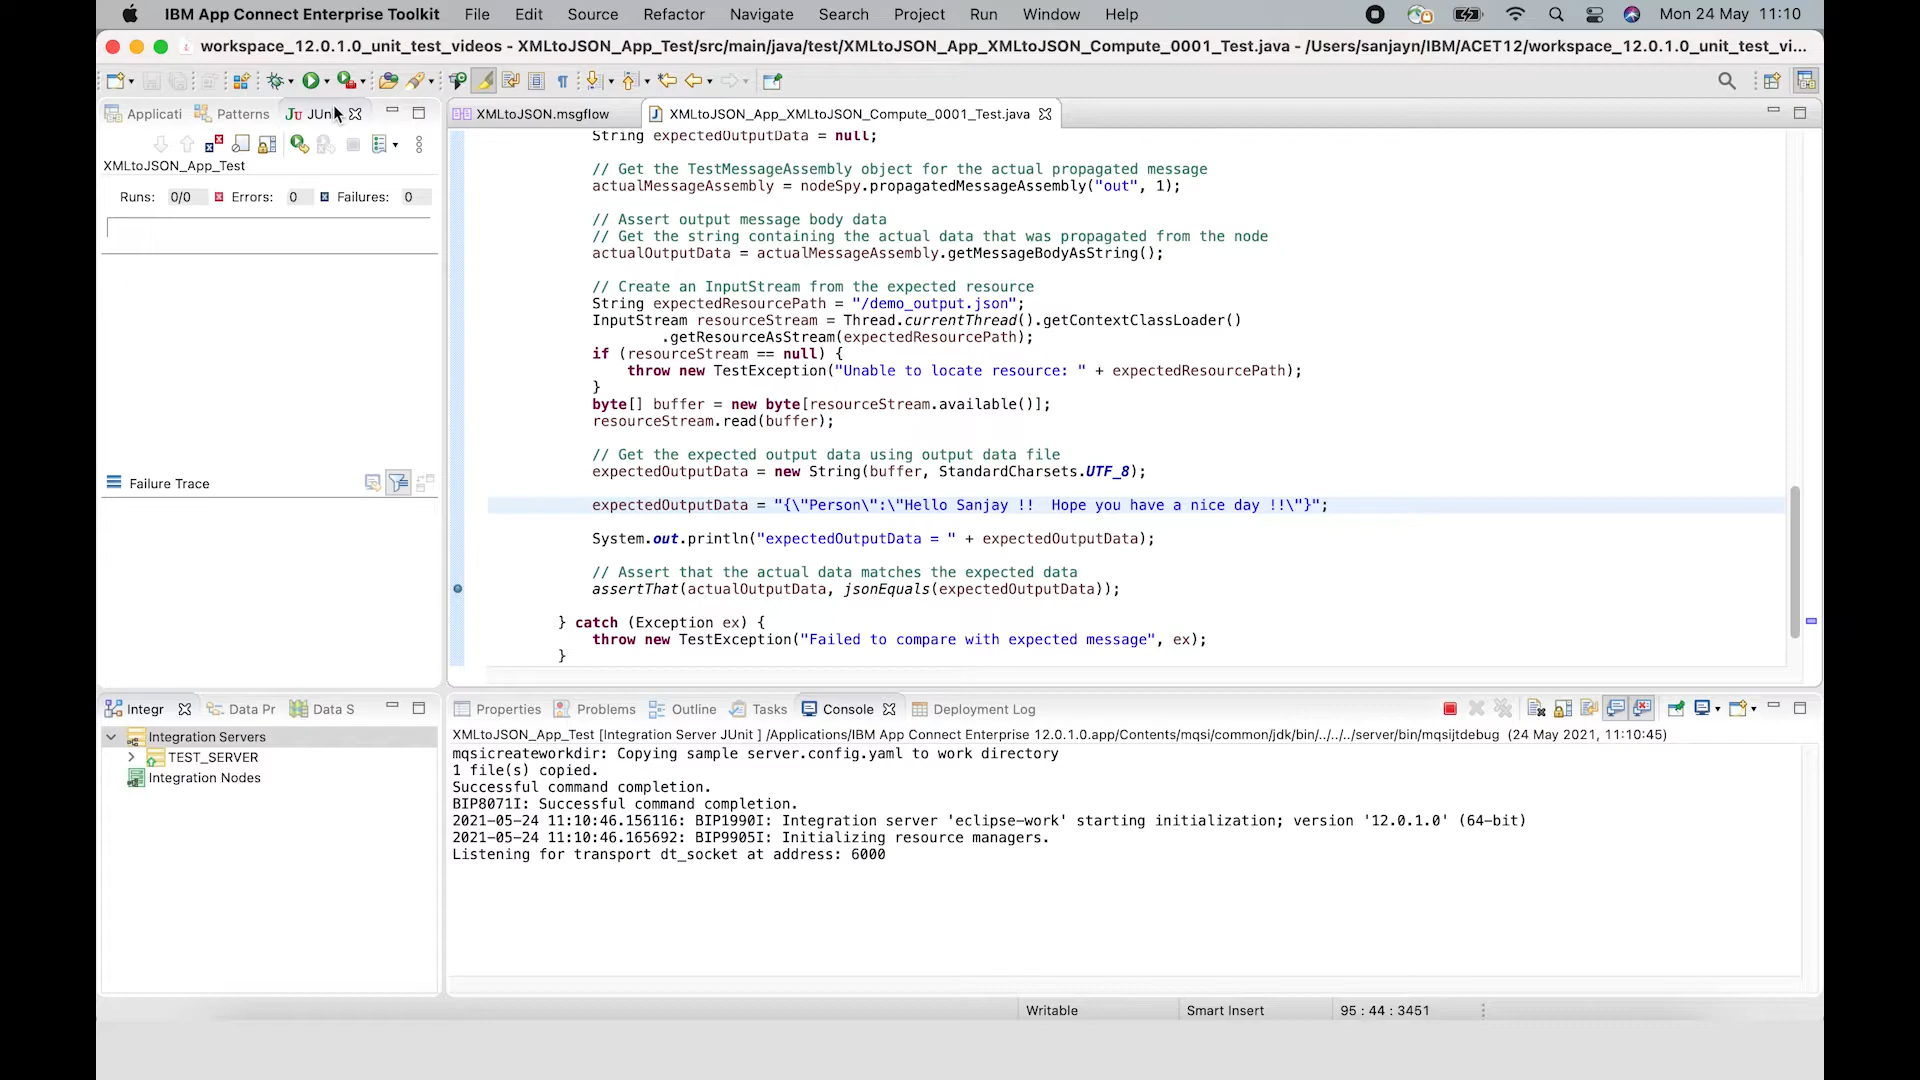 IBM App Connect Enterprise Toolkit File Edit Source Refactor Navigate Search Project Run Window Help Mon 24 May 11:10
workspace_12.0.1.0_unit_test_videos - XMLtoJSON_App_Test/src/main/java/test/XMLtoJSON_App_XMLtoJSON_Compute_0001_Test.java - /Users/sanjayn/IBM/ACET12/workspace_12.0.1.0_unit_test_vi...
Applicati Patterns JUni XMLtoJSON.msgflow XMLtoJSON_App_XMLtoJSON_Compute_0001_Test.java
XMLtoJSON_App_Test
Runs: 0/0 Errors: 0 Failures: 0
Failure Trace
String expectedOutputData = null;
// Get the TestMessageAssembly object for the actual propagated message
actualMessageAssembly = nodeSpy.propagatedMessageAssembly("out", 1);
// Assert output message body data
// Get the string containing the actual data that was propagated from the node
actualOutputData = actualMessageAssembly.getMessageBodyAsString();
// Create an InputStream from the expected resource
String expectedResourcePath = "/demo_output.json";
InputStream resourceStream = Thread.currentThread().getContextClassLoader()
.getResourceAsStream(expectedResourcePath);
if (resourceStream == null) {
throw new TestException("Unable to locate resource: " + expectedResourcePath);
}
byte[] buffer = new byte[resourceStream.available()];
resourceStream.read(buffer);
// Get the expected output data using output data file
expectedOutputData = new String(buffer, StandardCharsets.UTF_8);
expectedOutputData = "{\"Person\":\"Hello Sanjay !!  Hope you have a nice day !!\"}";
System.out.println("expectedOutputData = " + expectedOutputData);
// Assert that the actual data matches the expected data
assertThat(actualOutputData, jsonEquals(expectedOutputData));
} catch (Exception ex) {
throw new TestException("Failed to compare with expected message", ex);
}
Integr Data Pr Data S
Integration Servers
TEST_SERVER
Integration Nodes
Properties Problems Outline Tasks Console Deployment Log
XMLtoJSON_App_Test [Integration Server JUnit ] /Applications/IBM App Connect Enterprise 12.0.1.0.app/Contents/mqsi/common/jdk/bin/../../../server/bin/mqsijtdebug (24 May 2021, 11:10:45)
mqsicreateworkdir: Copying sample server.config.yaml to work directory
1 file(s) copied.
Successful command completion.
BIP8071I: Successful command completion.
2021-05-24 11:10:46.156116: BIP1990I: Integration server 'eclipse-work' starting initialization; version '12.0.1.0' (64-bit)
2021-05-24 11:10:46.165692: BIP9905I: Initializing resource managers.
Listening for transport dt_socket at address: 6000
Writable Smart Insert 95 : 44 : 3451